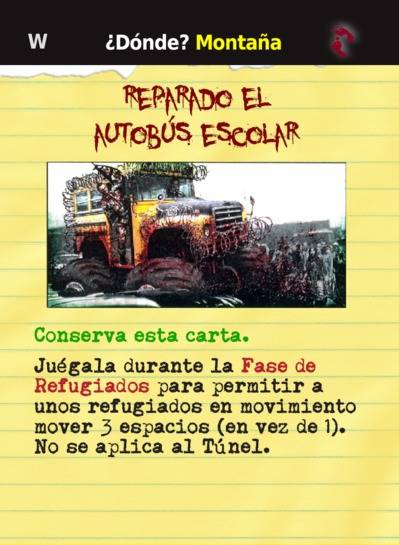 W ¿Dónde? Montaña
REPARADO EL
AUTOBÚS ESCOLAR
Conserva esta carta.
Juégala durante la Fase de
Refugiados para permitir a
unos refugiados en movimiento
mover 3 espacios (en vez de 1).
No se aplica al Túnel.